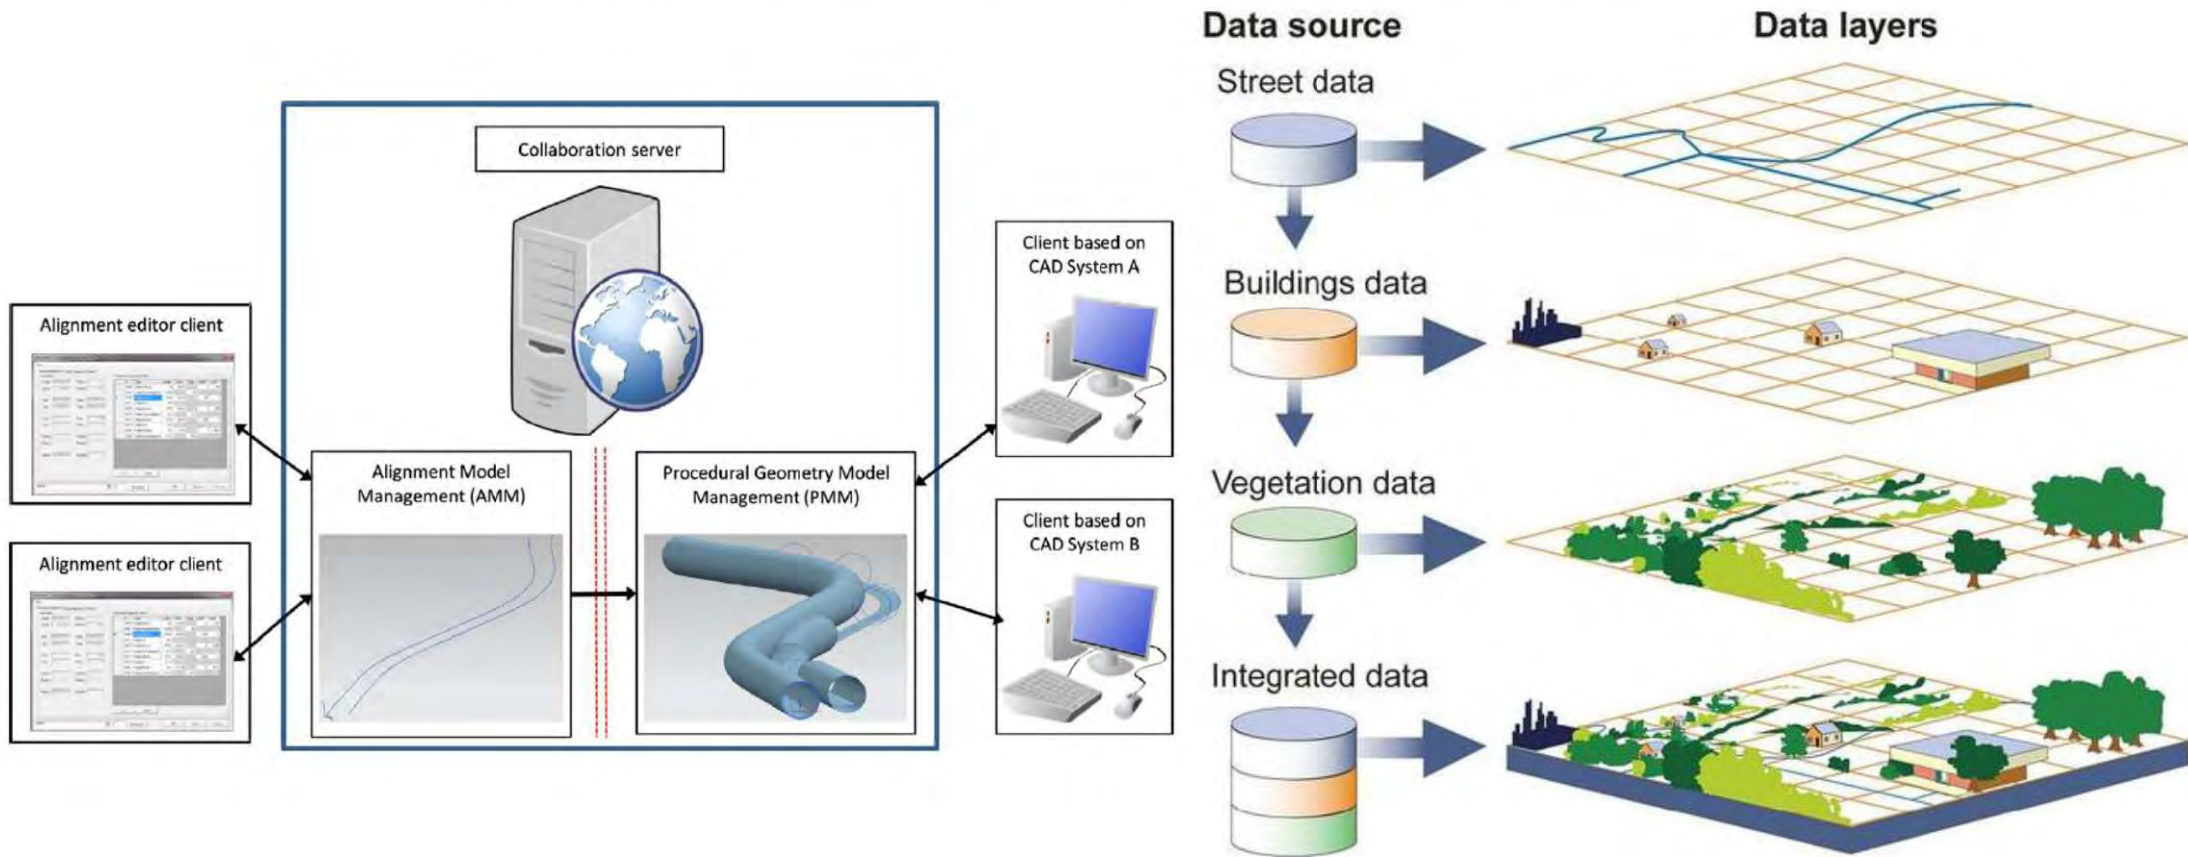 Collaboration server
Alignment editor client
Alignment editor client
Alignment Model
Management (AMM)
Procedural Geometry Model
Management (PMM)
Client based on
CAD System A
Client based on
CAD System B
Data source
Data layers
Street data
Buildings data
Vegetation data
Integrated data